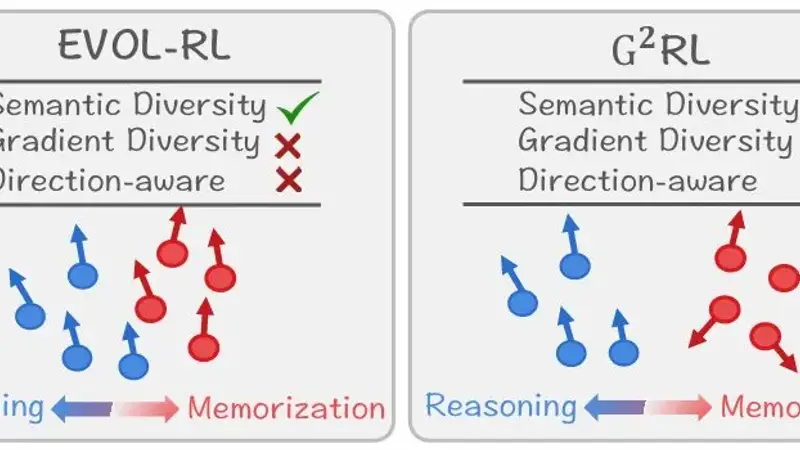 EVOL-RL
Semantic Diversity ✓
Gradient Diversity ✗
Direction-aware ✗
ing Memorization
G²RL
Semantic Diversity
Gradient Diversity
Direction-aware
Reasoning Memo